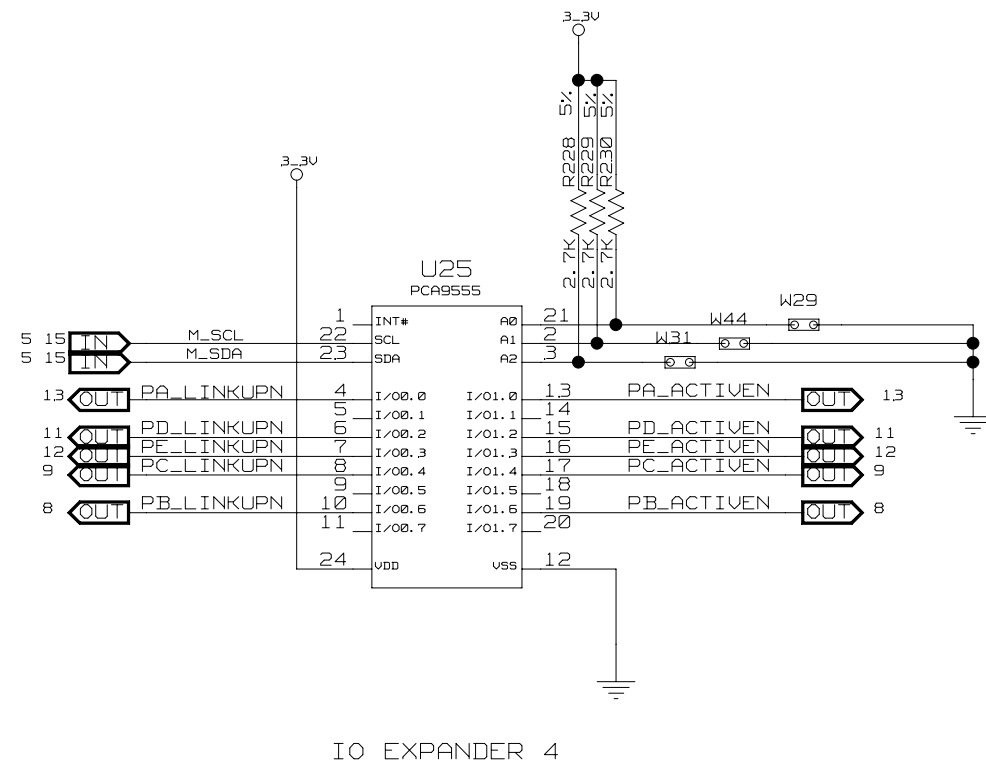 3_3V
5% 5% 5%
R228 R229 R230
2.7K 2.7K 2.7K
3_3V
U25
PCA9555
W29
W44
W31
1 INT# A0 21
5 15 IN M_SCL 22 SCL A1 2
5 15 IN M_SDA 23 SDA A2 3
13 OUT PA_LINKUPN 4 I/O0.0 I/O1.0 13 PA_ACTIVEN OUT 13
5 I/O0.1 I/O1.1 14
11 OUT PD_LINKUPN 6 I/O0.2 I/O1.2 15 PD_ACTIVEN OUT 11
12 OUT PE_LINKUPN 7 I/O0.3 I/O1.3 16 PE_ACTIVEN OUT 12
9 OUT PC_LINKUPN 8 I/O0.4 I/O1.4 17 PC_ACTIVEN OUT 9
9 I/O0.5 I/O1.5 18
8 OUT PB_LINKUPN 10 I/O0.6 I/O1.6 19 PB_ACTIVEN OUT 8
11 I/O0.7 I/O1.7 20
24 VDD VSS 12
IO EXPANDER 4